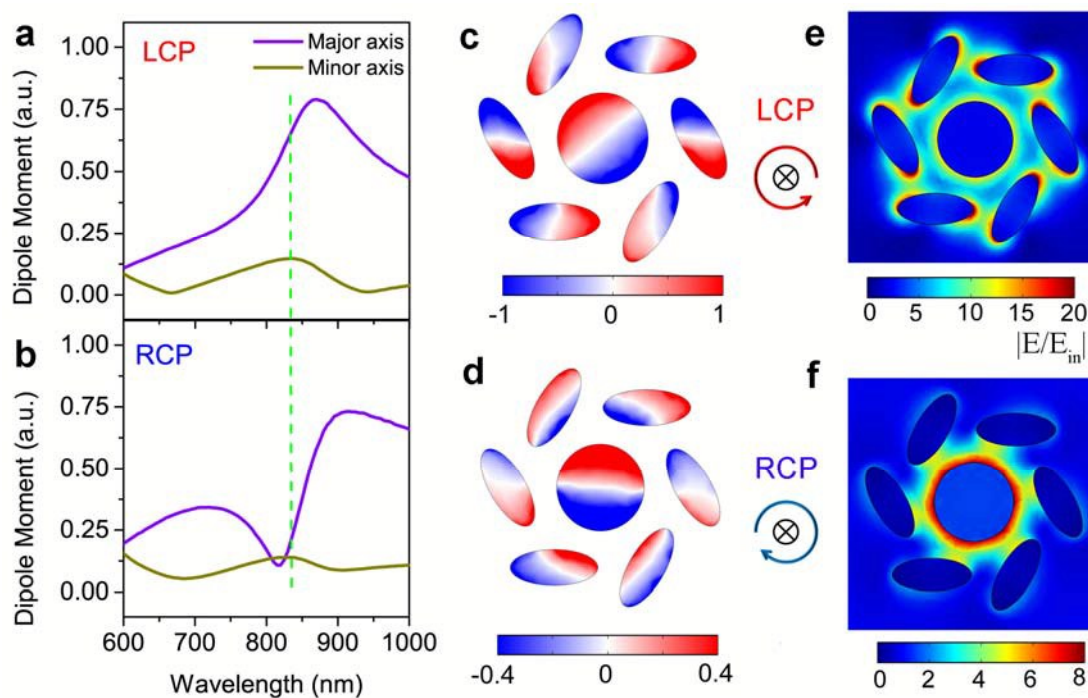 a
1.00
0.75
0.50
0.25
0.00
Dipole Moment (a.u.)
LCP
Major axis
Minor axis
b
1.00
0.75
0.50
0.25
0.00
Dipole Moment (a.u.)
RCP
600 700 800 900 1000
Wavelength (nm)
c
-1 0 1
LCP
d
-0.4 0 0.4
RCP
e
0 5 10 15 20
|E/E_in|
f
0 2 4 6 8